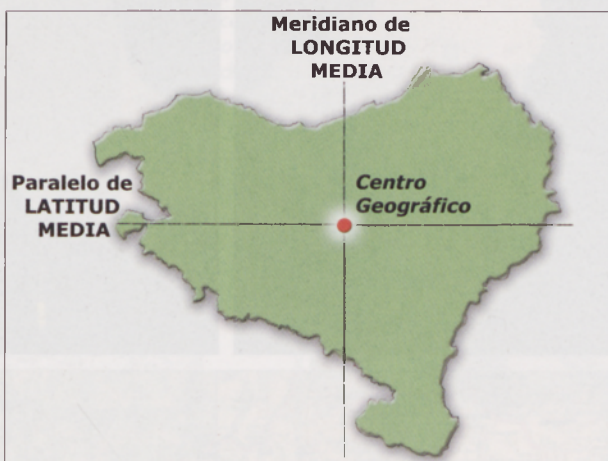 Meridiano de
LONGITUD
MEDIA
Paralelo de
LATITUD
MEDIA
Centro
Geográfico